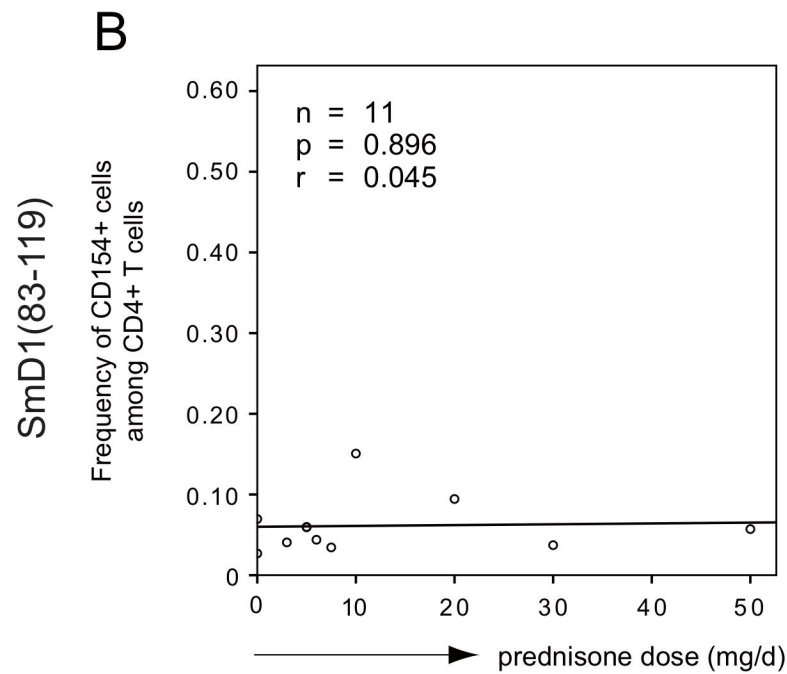 B
SmD1(83-119)
Frequency of CD154+ cells
among CD4+ T cells
0.60
0.50
0.40
0.30
0.20
0.10
0
n = 11
p = 0.896
r = 0.045
0 10 20 30 40 50
prednisone dose (mg/d)